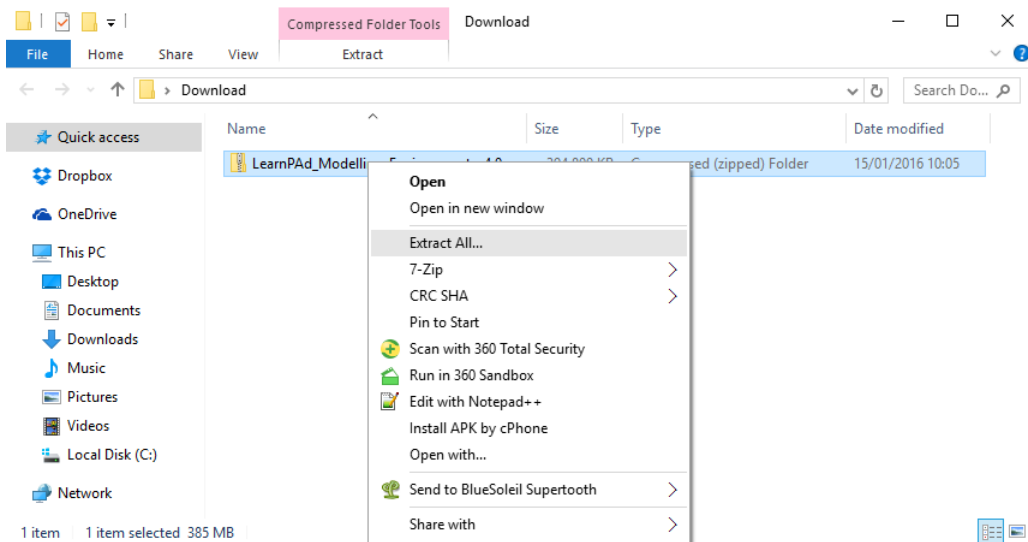 Compressed Folder Tools Download
File Home Share View Extract
Download Search Do...
Name Size Type Date modified
Quick access
LearnPAd_Modelli (zipped) Folder 15/01/2016 10:05
Dropbox
OneDrive
This PC
Desktop
Documents
Downloads
Music
Pictures
Videos
Local Disk (C:)
Network
Open
Open in new window
Extract All...
7-Zip
CRC SHA
Pin to Start
Scan with 360 Total Security
Run in 360 Sandbox
Edit with Notepad++
Install APK by cPhone
Open with...
Send to BlueSoleil Supertooth
Share with
1 item 1 item selected 385 MB